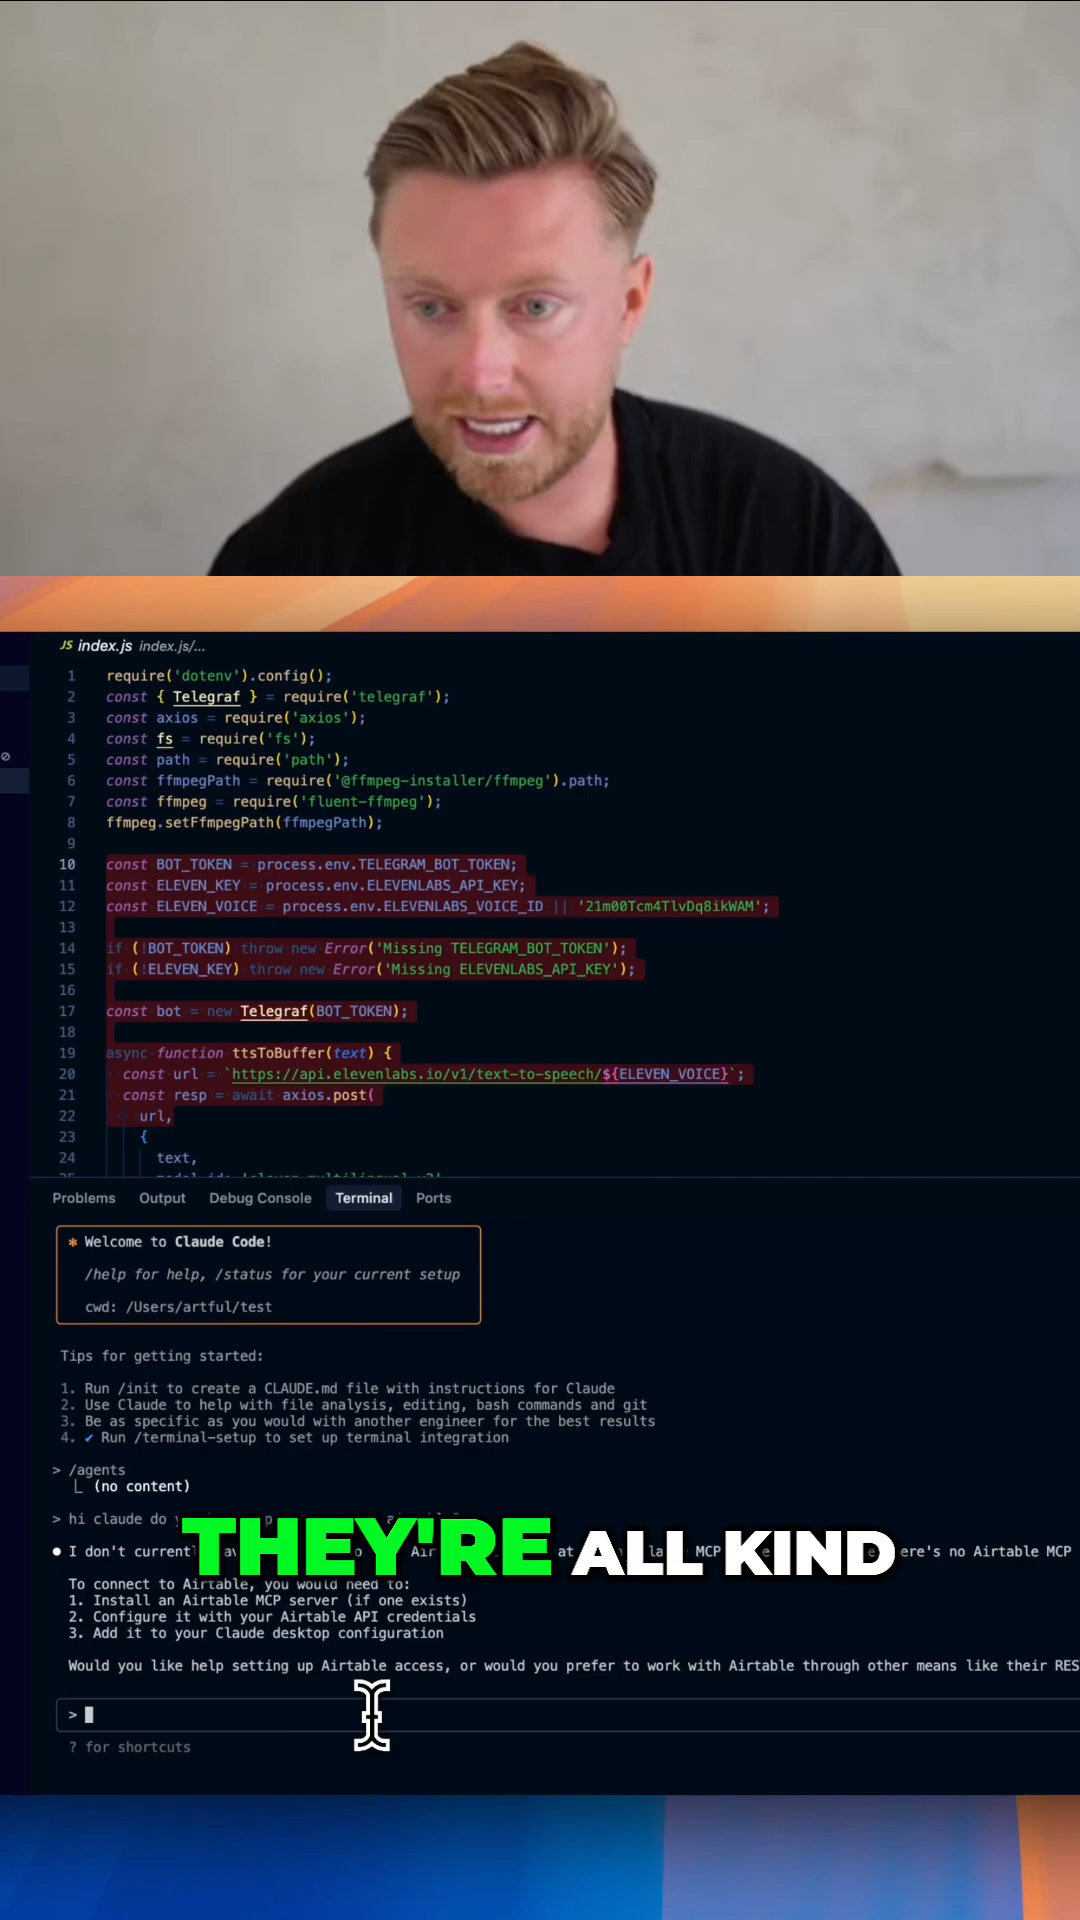 JS index.js index.js/...
1 require('dotenv').config();
2 const { Telegraf } = require('telegraf');
3 const axios = require('axios');
4 const fs = require('fs');
5 const path = require('path');
6 const ffmpegPath = require('@ffmpeg-installer/ffmpeg').path;
7 const ffmpeg = require('fluent-ffmpeg');
8 ffmpeg.setFfmpegPath(ffmpegPath);
9
10 const BOT_TOKEN = process.env.TELEGRAM_BOT_TOKEN;
11 const ELEVEN_KEY = process.env.ELEVENLABS_API_KEY;
12 const ELEVEN_VOICE = process.env.ELEVENLABS_VOICE_ID || '21m00Tcm4TlvDq8ikWAM';
13
14 if (!BOT_TOKEN) throw new Error('Missing TELEGRAM_BOT_TOKEN');
15 if (!ELEVEN_KEY) throw new Error('Missing ELEVENLABS_API_KEY');
16
17 const bot = new Telegraf(BOT_TOKEN);
18
19 async function ttsToBuffer(text) {
20 const url = `https://api.elevenlabs.io/v1/text-to-speech/${ELEVEN_VOICE}`;
21 const resp = await axios.post(
22 url,
23 {
24 text,
Problems Output Debug Console Terminal Ports
* Welcome to Claude Code!
/help for help, /status for your current setup
cwd: /Users/artful/test
Tips for getting started:
1. Run /init to create a CLAUDE.md file with instructions for Claude
2. Use Claude to help with file analysis, editing, bash commands and git
3. Be as specific as you would with another engineer for the best results
4. ✔ Run /terminal-setup to set up terminal integration
> /agents
⎿ (no content)
> hi claude do
THEY'RE ALL KIND
● I don't MCP no Airtable MCP
To connect to Airtable, you would need to:
1. Install an Airtable MCP server (if one exists)
2. Configure it with your Airtable API credentials
3. Add it to your Claude desktop configuration
Would you like help setting up Airtable access, or would you prefer to work with Airtable through other means like their
>
? for shortcuts